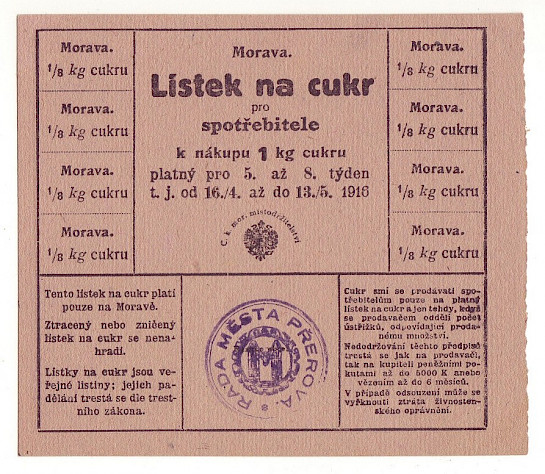 Morava.
1/8 kg cukru
Morava.
1/8 kg cukru
Morava.
1/8 kg cukru
Morava.
1/8 kg cukru
Morava.
Lístek na cukr
pro
spotřebitele
k nákupu 1 kg cukru
platný pro 5. až 8. týden
t. j. od 16./4. až do 13./5. 1916
C. k. mor. místodržitelství
Morava.
1/8 kg cukru
Morava.
1/8 kg cukru
Morava.
1/8 kg cukru
Morava.
1/8 kg cukru
Tento lístek na cukr platí
pouze na Moravě.
Ztracený nebo zničený
lístek na cukr se nena-
hradí.
Lístky na cukr jsou ve-
řejné listiny; jejich pa-
dělání trestá se dle trest-
ního zákona.
RADA MĚSTA PŘEROVA.
Cukr smí se prodávati spo-
třebitelům pouze na platný
lístek na cukr a jen tehdy, když
se prodavačem oddělí počet
ústřižků, odpovídající proda-
nému množství.
Nedodržování těchto předpisů
trestá se jak na prodavači,
tak na kupiteli peněžními po-
kutami až do 5000 K anebo
vězením až do 6 měsíců.
V případě odsouzení může se
vyřknouti ztráta živnosten-
ského oprávnění.